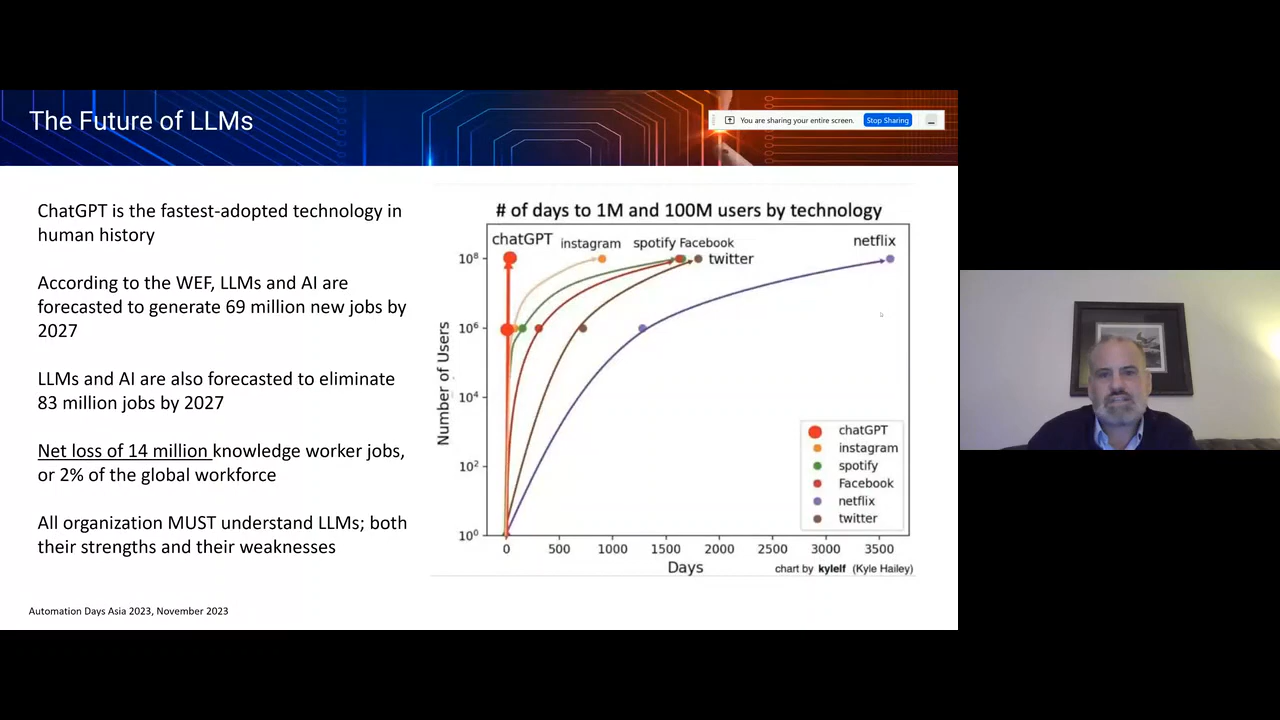 The Future of LLMs
You are sharing your entire screen.
Stop Sharing
ChatGPT is the fastest-adopted technology in
human history
According to the WEF, LLMs and AI are
forecasted to generate 69 million new jobs by
2027
LLMs and AI are also forecasted to eliminate
83 million jobs by 2027
Net loss of 14 million knowledge worker jobs,
or 2% of the global workforce
All organization MUST understand LLMs; both
their strengths and their weaknesses
Automation Days Asia 2023, November 2023
# of days to 1M and 100M users by technology
chatGPT
instagram
spotify
Facebook
netflix
twitter
Number of Users
10⁸
10⁶
10⁴
10²
10⁰
chatGPT
instagram
spotify
Facebook
netflix
twitter
0 500 1000 1500 2000 2500 3000 3500
Days
chart by kylelf (Kyle Hailey)